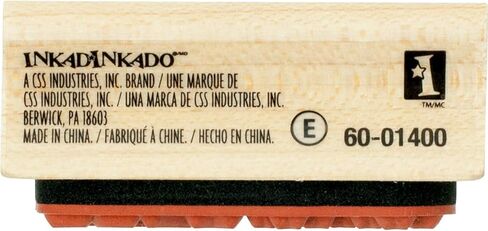 INKADINKADO®/MD
A CSS INDUSTRIES, INC. BRAND / UNE MARQUE DE
CSS INDUSTRIES, INC. / UNA MARCA DE CSS INDUSTRIES, INC.
BERWICK, PA 18603
MADE IN CHINA. / FABRIQUÉ À CHINE. / HECHO EN CHINA.
E
60-01400
1
TM/MC